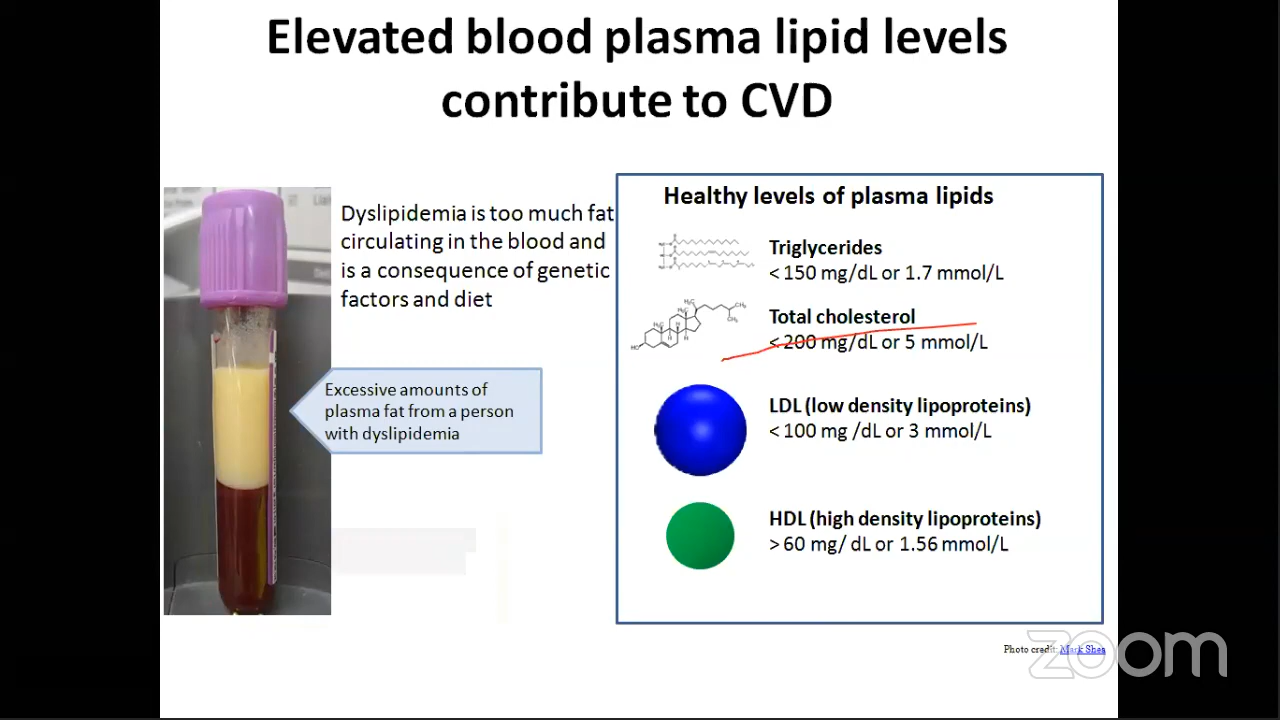 Elevated blood plasma lipid levels
contribute to CVD
Dyslipidemia is too much fat
circulating in the blood and
is a consequence of genetic
factors and diet
Excessive amounts of
plasma fat from a person
with dyslipidemia
Healthy levels of plasma lipids
Triglycerides
< 150 mg/dL or 1.7 mmol/L
Total cholesterol
< 200 mg/dL or 5 mmol/L
LDL (low density lipoproteins)
< 100 mg /dL or 3 mmol/L
HDL (high density lipoproteins)
> 60 mg/ dL or 1.56 mmol/L
Photo credit: Mark Shea
zoom